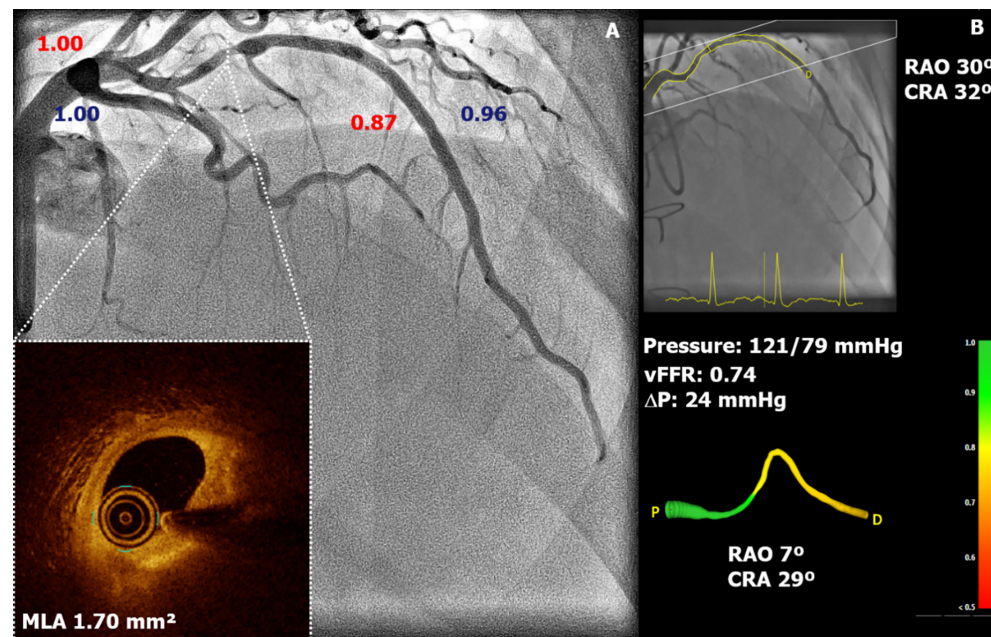 A
1.00
1.00
0.87
0.96
MLA 1.70 mm²
B
RAO 30º
CRA 32º
D
Pressure: 121/79 mmHg
vFFR: 0.74
ΔP: 24 mmHg
P
D
RAO 7º
CRA 29º
1.0
0.9
0.8
0.7
0.6
< 0.5